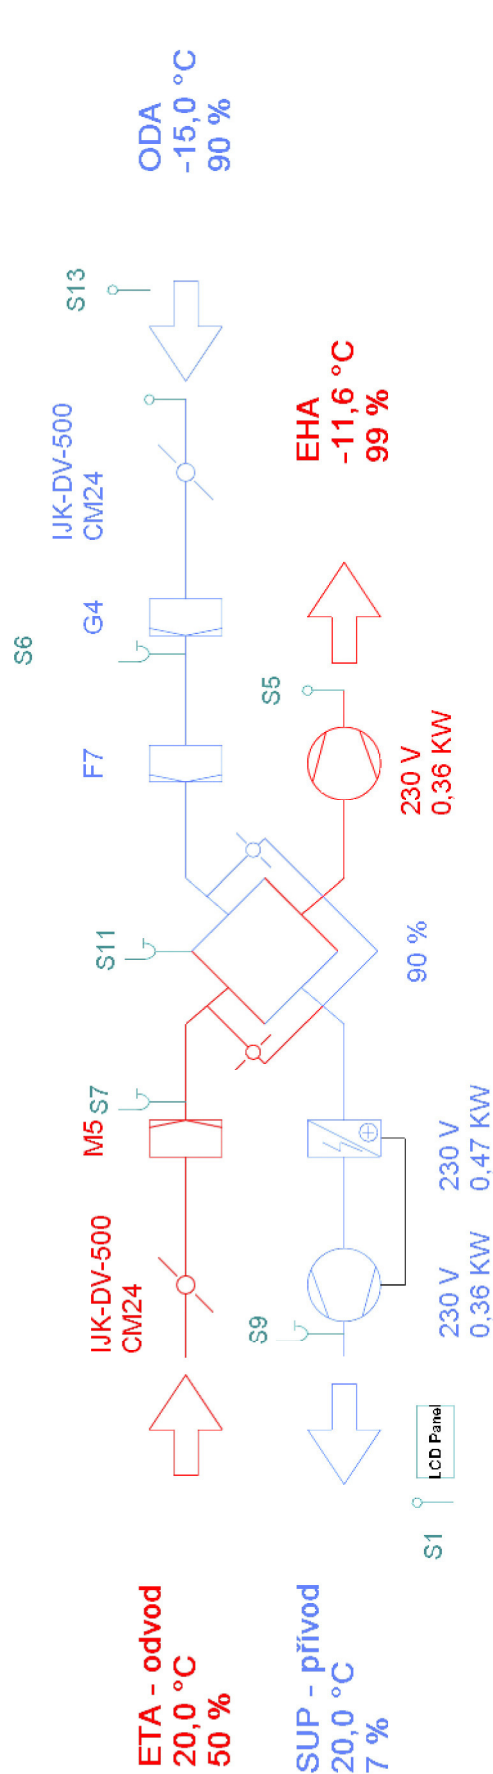 S6
ETA - odvod
20,0 °C
50 %
IJK-DV-500
CM24
M5
S7
S11
F7
G4
IJK-DV-500
CM24
S13
ODA
-15,0 °C
90 %
SUP - přívod
20,0 °C
7 %
S9
S5
EHA
-11,6 °C
99 %
S1
LCD Panel
230 V
0,36 KW
230 V
0,47 KW
90 %
230 V
0,36 KW